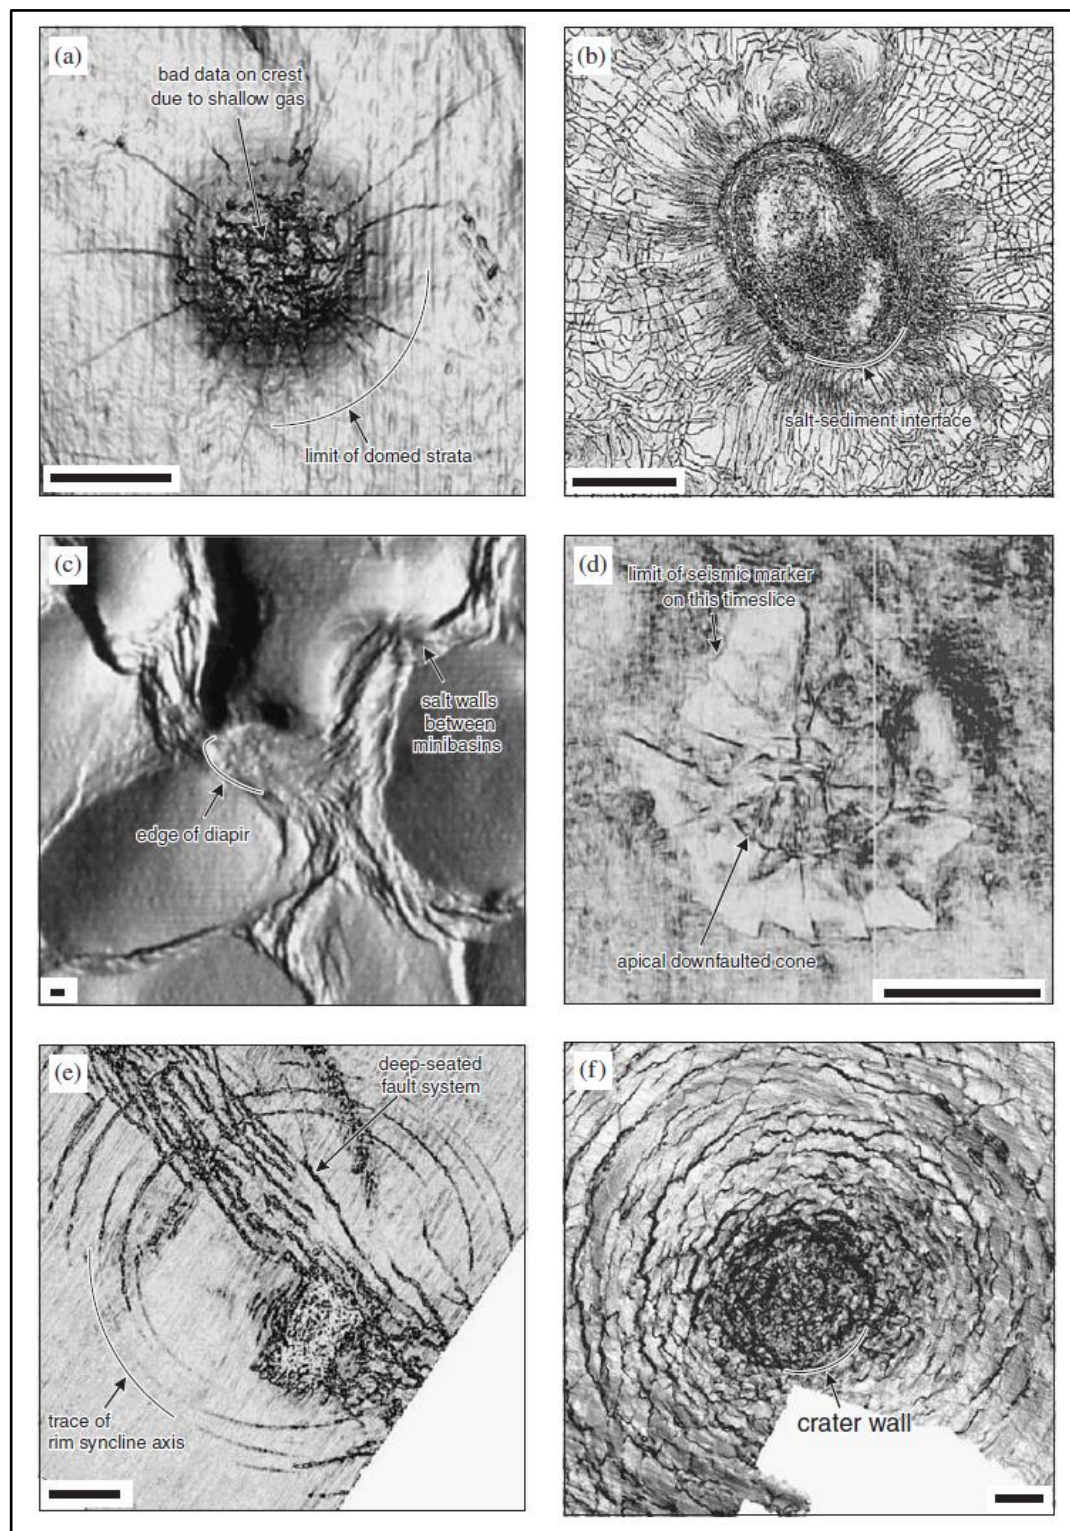 (a)
bad data on crest
due to shallow gas
limit of domed strata
(b)
salt-sediment interface
(c)
salt walls
between
minibasins
edge of diapir
(d)
limit of seismic marker
on this timeslice
apical downfaulted cone
(e)
deep-seated
fault system
trace of
rim syncline axis
(f)
crater wall